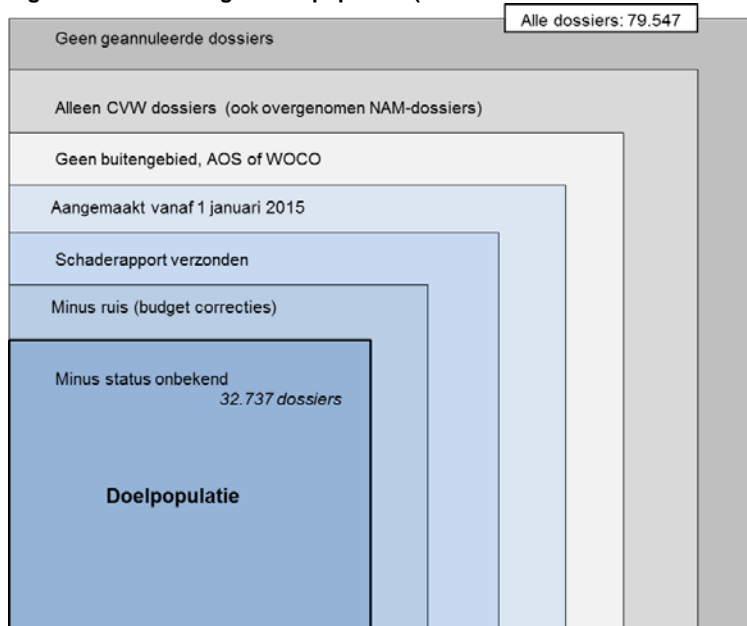 Alle dossiers: 79.547
Geen geannuleerde dossiers
Alleen CVW dossiers (ook overgenomen NAM-dossiers)
Geen buitengebied, AOS of WOCO
Aangemaakt vanaf 1 januari 2015
Schaderapport verzonden
Minus ruis (budget correcties)
Minus status onbekend
32.737 dossiers
Doelpopulatie